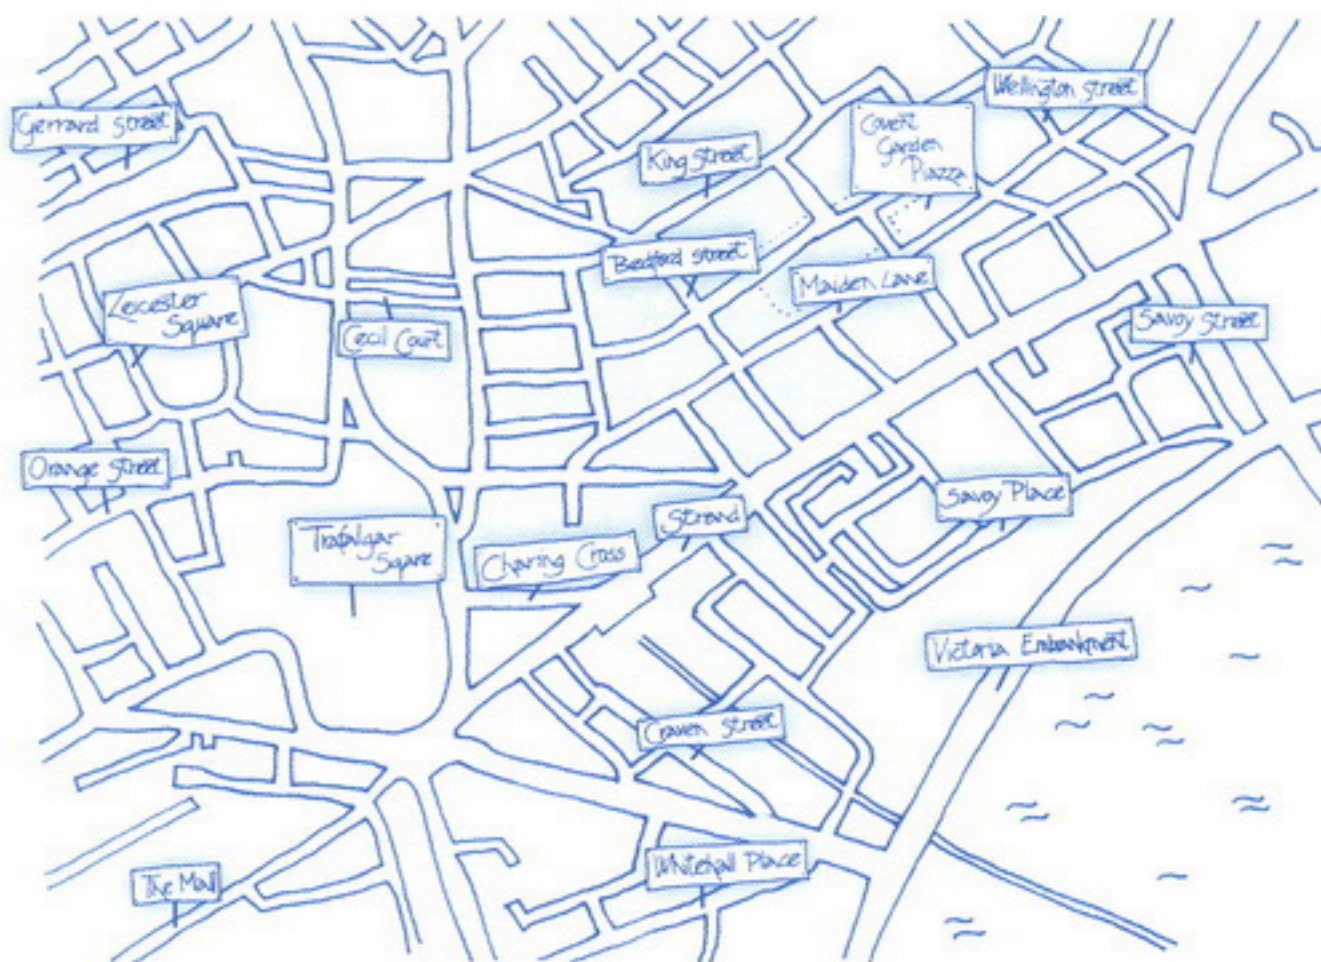 Wellington Street
Gerrard Street
Covent
Garden
Piazza
King Street
Bedford Street
Maiden Lane
Leicester
Square
Cecil Court
Savoy Street
Orange Street
Savoy Place
Strand
Trafalgar
Sqare
Charing Cross
Victoria Embankment
Craven Street
Whitehall Place
The Mall